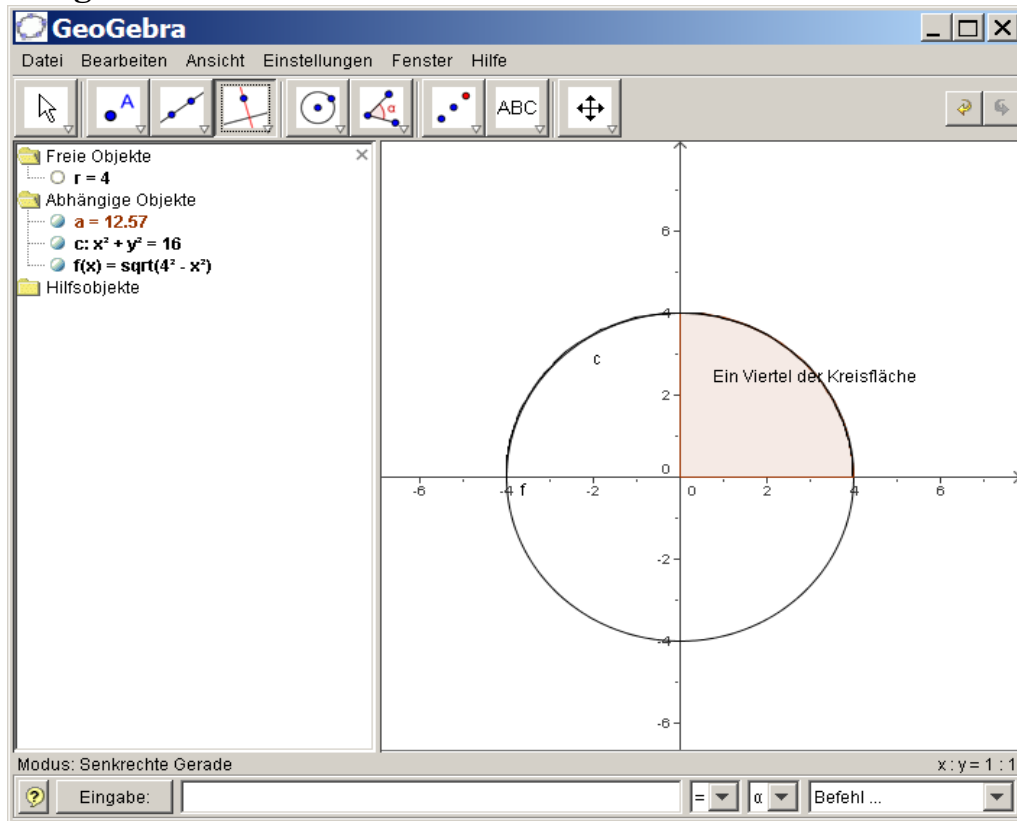 GeoGebra
Datei Bearbeiten Ansicht Einstellungen Fenster Hilfe
A α ABC
Freie Objekte
r = 4
Abhängige Objekte
a = 12.57
c: x² + y² = 16
f(x) = sqrt(4² - x²)
Hilfsobjekte
6
4
c
Ein Viertel der Kreisfläche
2
0
-6 -4 f -2 0 2 4 6
-2
-4
-6
Modus: Senkrechte Gerade x : y = 1 : 1
? Eingabe: = α Befehl ...